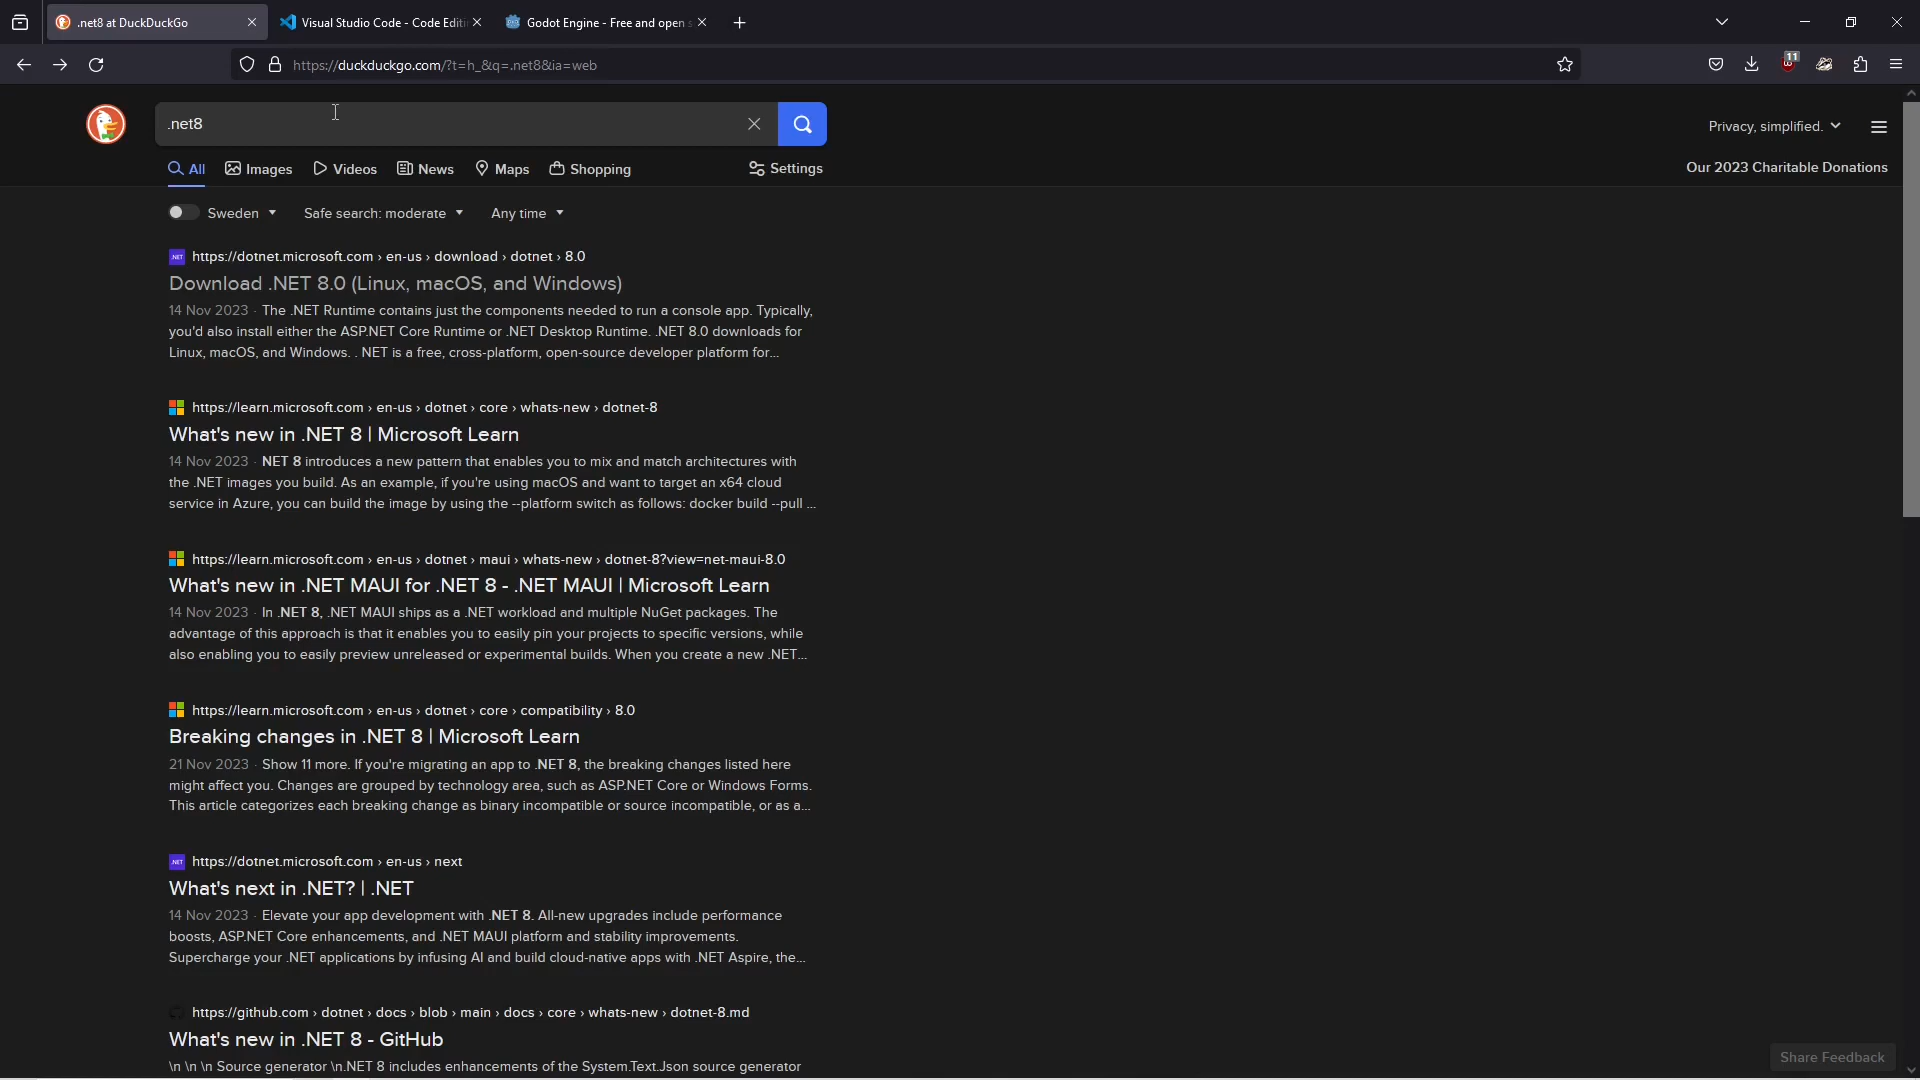 .net8 at DuckDuckGo
Visual Studio Code - Code Editi
Godot Engine - Free and open s
https://duckduckgo.com/?t=h_&q=.net8&ia=web
11
.net8
Privacy, simplified.
All Images Videos News Maps Shopping Settings
Our 2023 Charitable Donations
Sweden Safe search: moderate Any time
https://dotnet.microsoft.com › en-us › download › dotnet › 8.0
Download .NET 8.0 (Linux, macOS, and Windows)
14 Nov 2023 · The .NET Runtime contains just the components needed to run a console app. Typically,
you'd also install either the ASP.NET Core Runtime or .NET Desktop Runtime. .NET 8.0 downloads for
Linux, macOS, and Windows. . NET is a free, cross-platform, open-source developer platform for...
https://learn.microsoft.com › en-us › dotnet › core › whats-new › dotnet-8
What's new in .NET 8 | Microsoft Learn
14 Nov 2023 · NET 8 introduces a new pattern that enables you to mix and match architectures with
the .NET images you build. As an example, if you're using macOS and want to target an x64 cloud
service in Azure, you can build the image by using the --platform switch as follows: docker build --pull ...
https://learn.microsoft.com › en-us › dotnet › maui › whats-new › dotnet-8?view=net-maui-8.0
What's new in .NET MAUI for .NET 8 - .NET MAUI | Microsoft Learn
14 Nov 2023 · In .NET 8, .NET MAUI ships as a .NET workload and multiple NuGet packages. The
advantage of this approach is that it enables you to easily pin your projects to specific versions, while
also enabling you to easily preview unreleased or experimental builds. When you create a new .NET...
https://learn.microsoft.com › en-us › dotnet › core › compatibility › 8.0
Breaking changes in .NET 8 | Microsoft Learn
21 Nov 2023 · Show 11 more. If you're migrating an app to .NET 8, the breaking changes listed here
might affect you. Changes are grouped by technology area, such as ASP.NET Core or Windows Forms.
This article categorizes each breaking change as binary incompatible or source incompatible, or as a...
https://dotnet.microsoft.com › en-us › next
What's next in .NET? | .NET
14 Nov 2023 · Elevate your app development with .NET 8. All-new upgrades include performance
boosts, ASP.NET Core enhancements, and .NET MAUI platform and stability improvements.
Supercharge your .NET applications by infusing AI and build cloud-native apps with .NET Aspire, the...
https://github.com › dotnet › docs › blob › main › docs › core › whats-new › dotnet-8.md
What's new in .NET 8 - GitHub
\n \n \n Source generator \n.NET 8 includes enhancements of the System.Text.Json source generator
Share Feedback